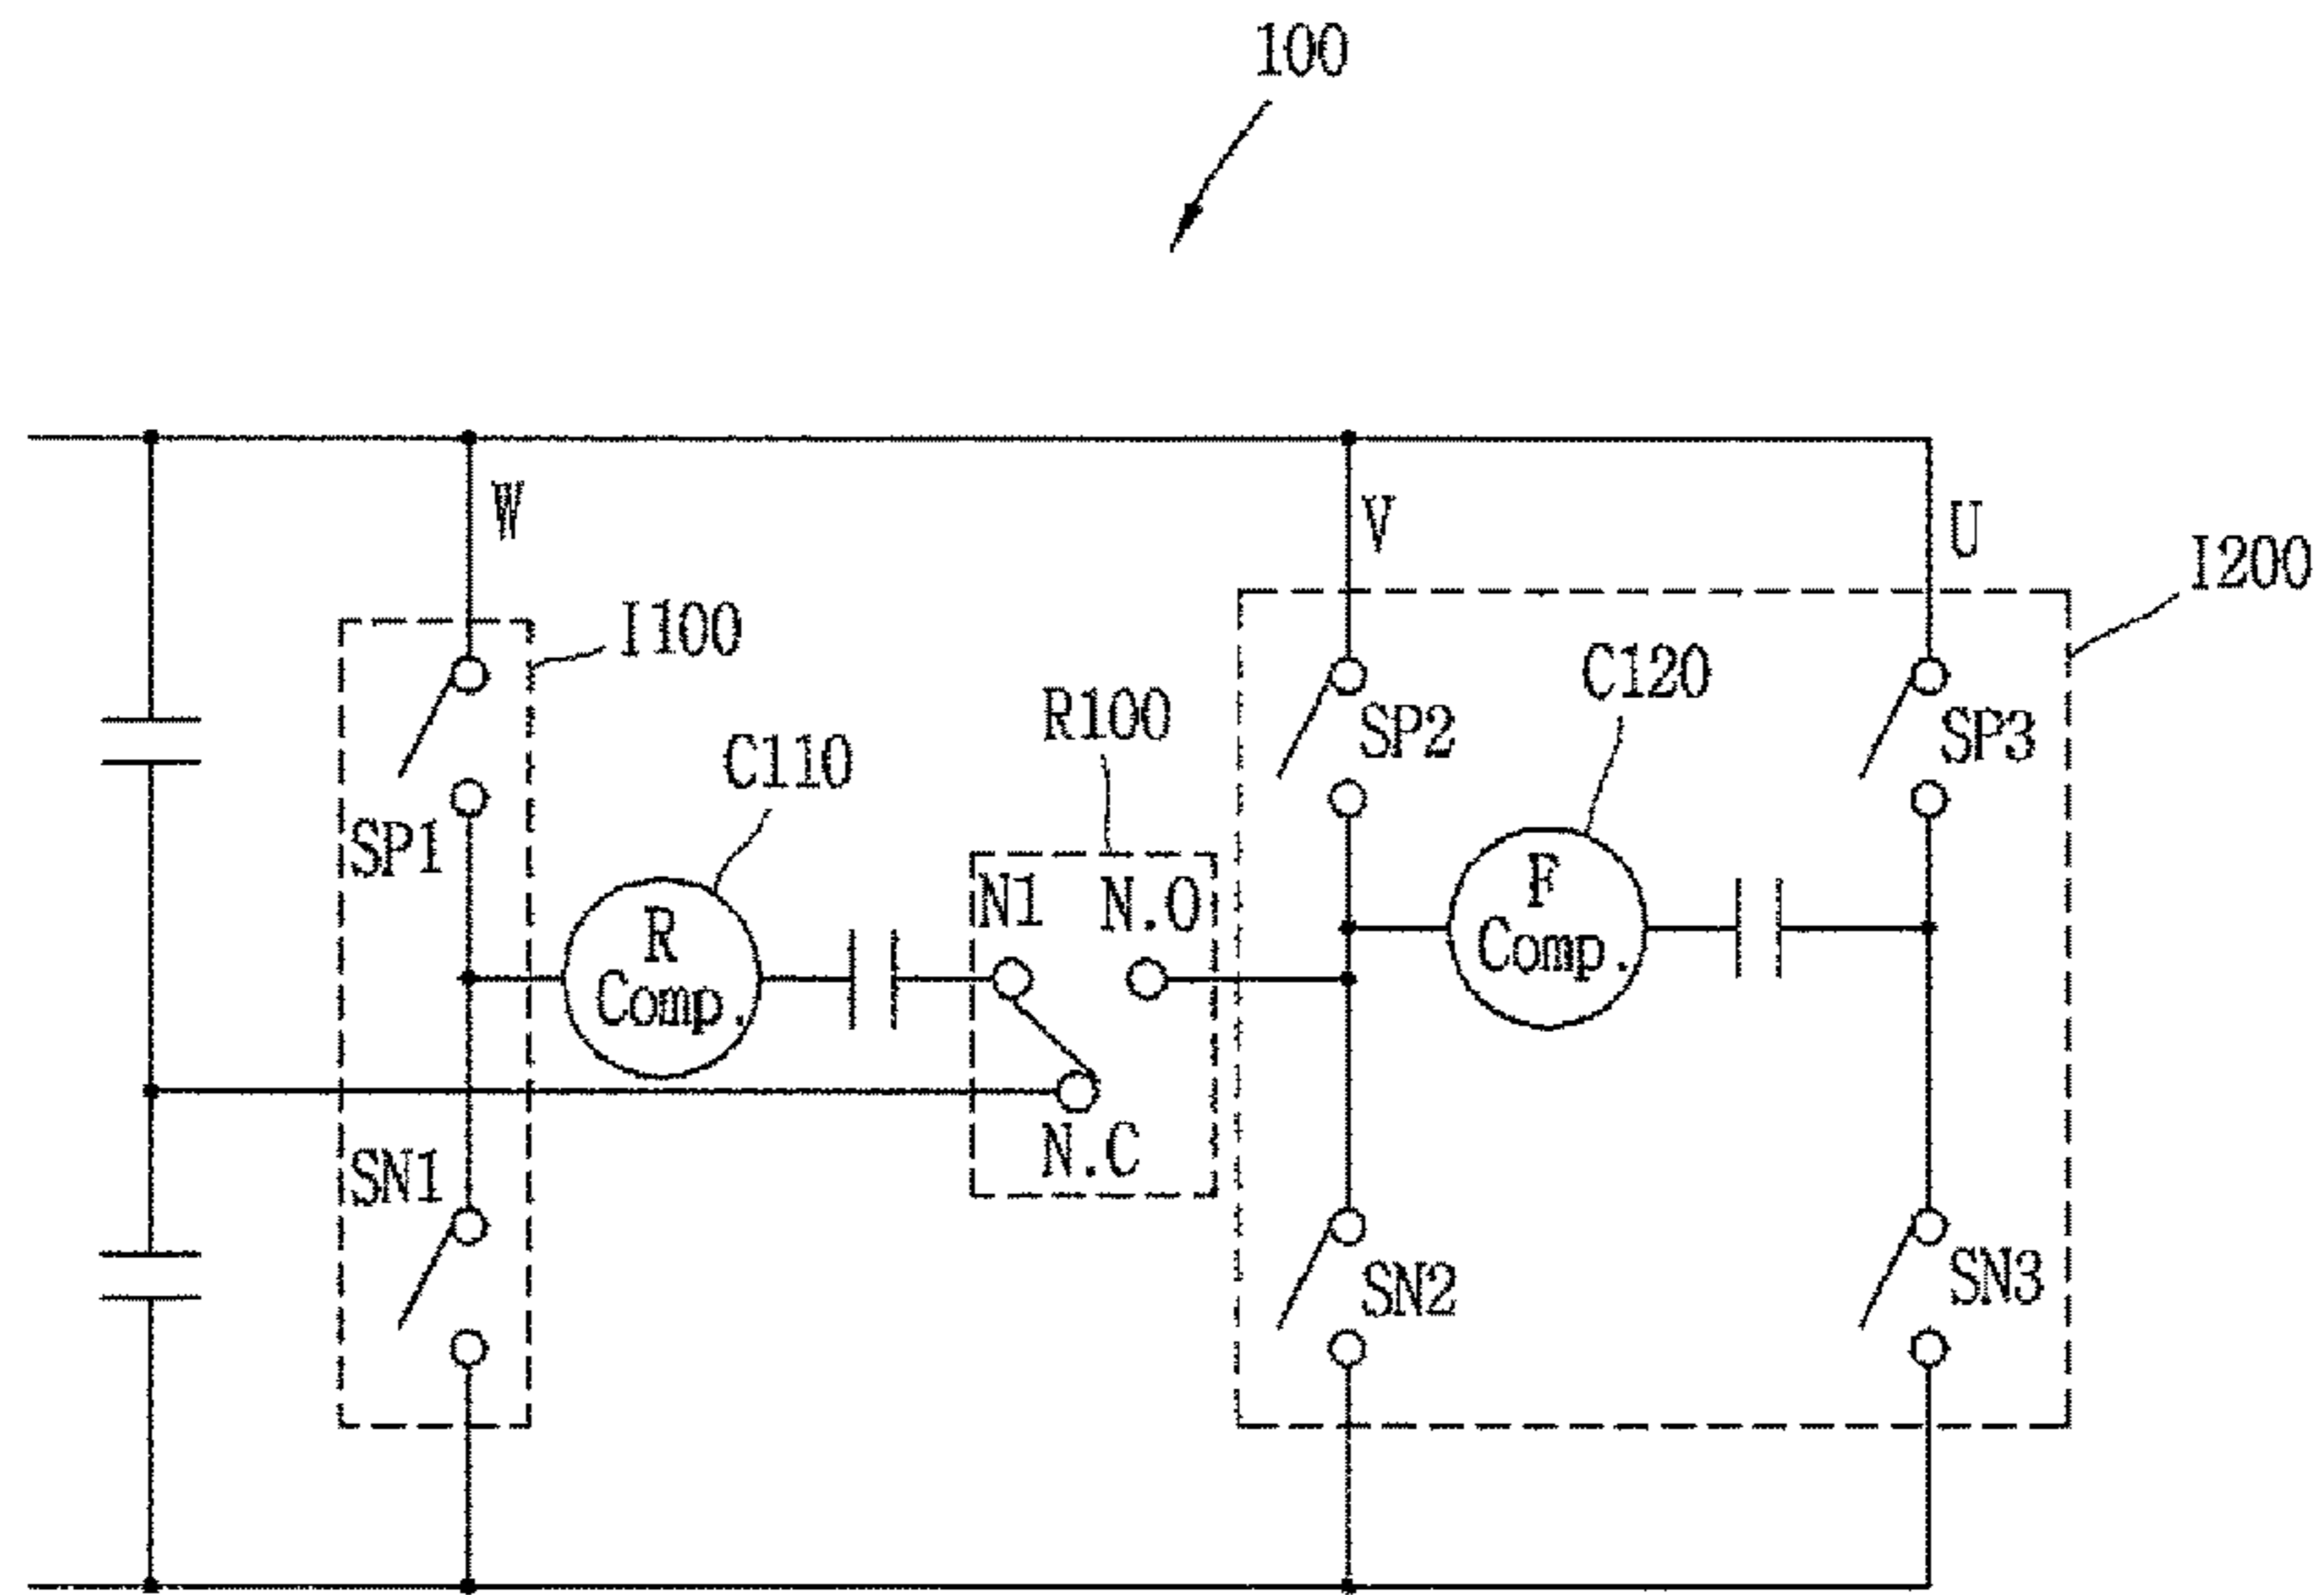 100
W
V
U
I200
I100
C120
R100
SP2
SP3
C110
SP1
R
Comp.
N1
N.O
F
Comp.
N.C
SN1
SN2
SN3